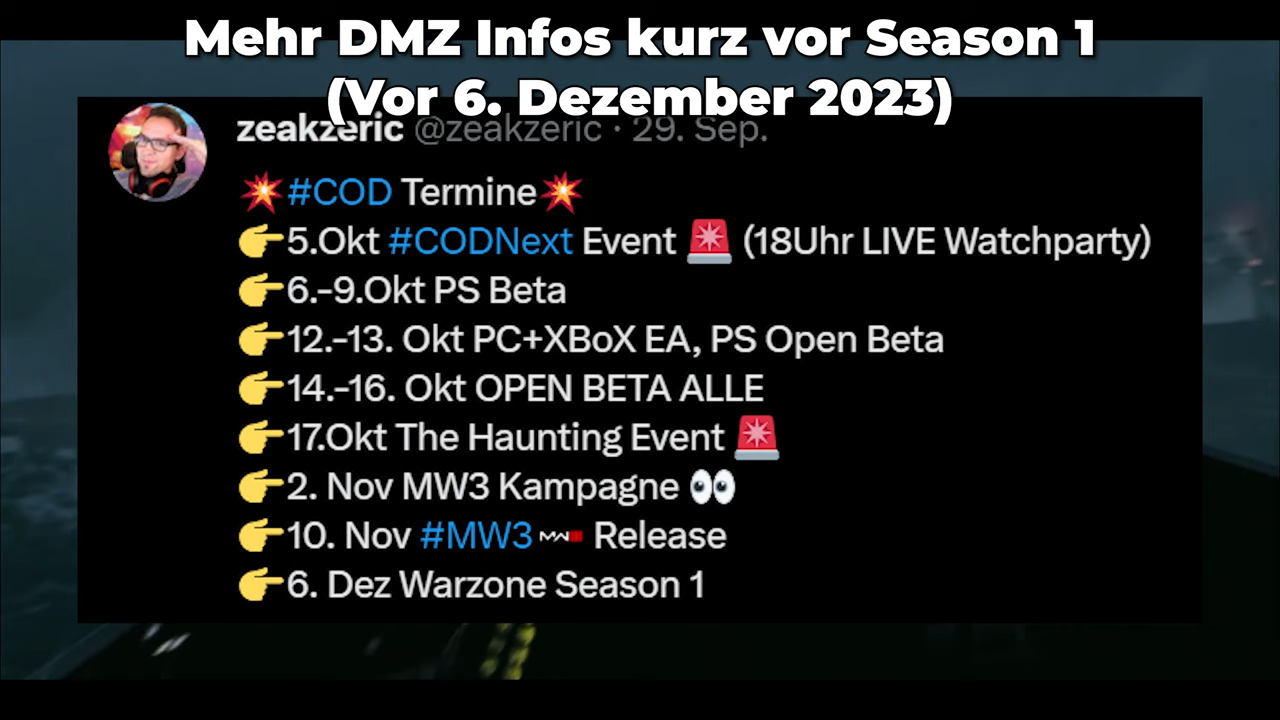 Mehr DMZ Infos kurz vor Season 1
(Vor 6. Dezember 2023)
zeakzeric @zeakzeric · 29. Sep.
💥#COD Termine💥
👉5.Okt #CODNext Event 🚨 (18Uhr LIVE Watchparty)
👉6.-9.Okt PS Beta
👉12.-13. Okt PC+XBoX EA, PS Open Beta
👉14.-16. Okt OPEN BETA ALLE
👉17.Okt The Haunting Event 🚨
👉2. Nov MW3 Kampagne 👀
👉10. Nov #MW3 MWIII Release
👉6. Dez Warzone Season 1